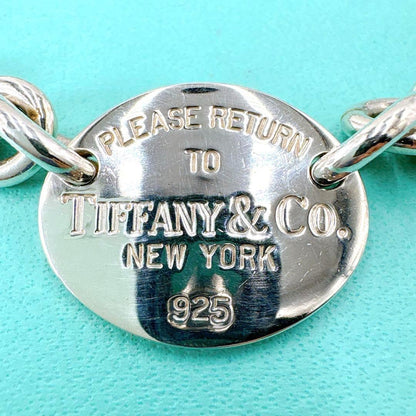 PLEASE RETURN
TO
TIFFANY & CO.
NEW YORK
925